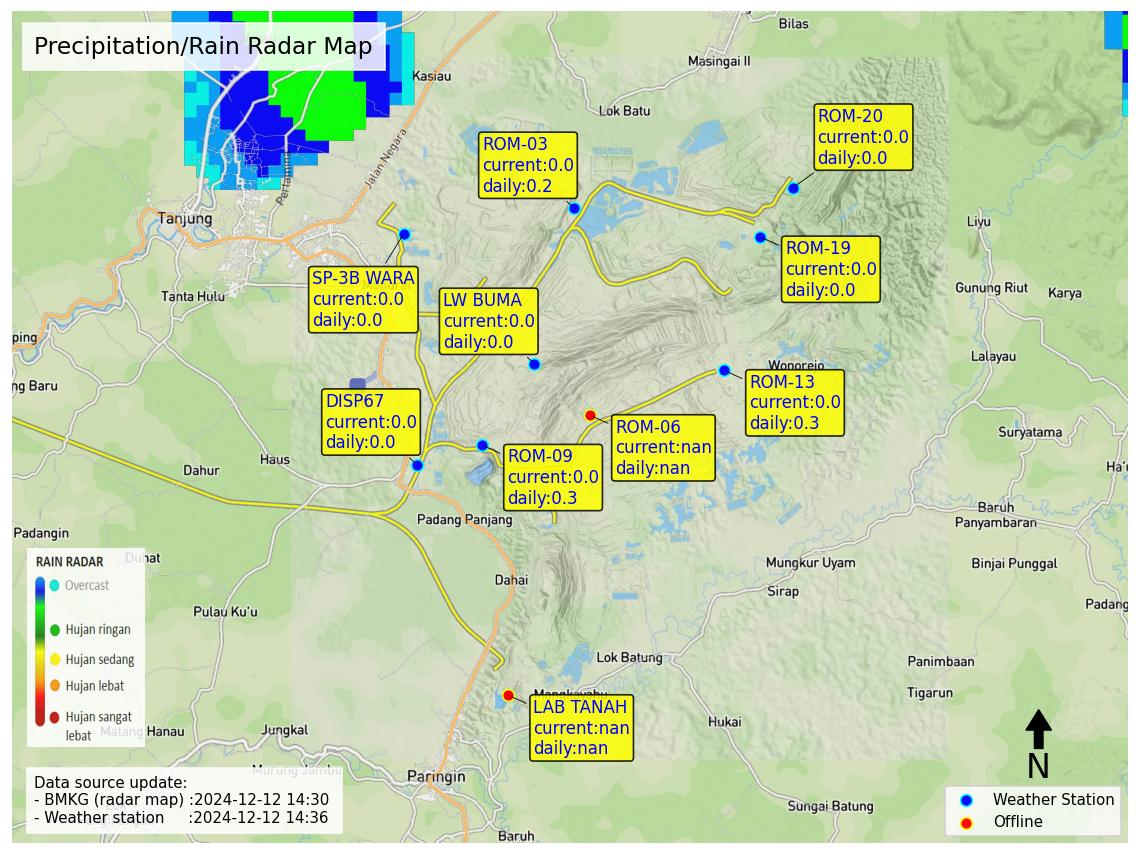 Precipitation/Rain Radar Map
Bilas
Masingai II
Kasiau
Lok Batu
Jalan Negara
Tanjung
Tanta Hulu
Liyu
Gunung Riut
Karya
Lalayau
Wonorejo
ping
ng Baru
ROM-20
current:0.0
daily:0.0
ROM-03
current:0.0
daily:0.2
ROM-19
current:0.0
daily:0.0
SP-3B WARA
current:0.0
daily:0.0
LW BUMA
current:0.0
daily:0.0
ROM-13
current:0.0
daily:0.3
DISP67
current:0.0
daily:0.0
ROM-06
current:nan
daily:nan
ROM-09
current:0.0
daily:0.3
Suryatama
Ha'u
Haus
Dahur
Padang Panjang
Baruh
Panyambaran
Padangin
Duhat
Mungkur Uyam
Binjai Punggal
Dahai
Sirap
Padang
Pulau Ku'u
Lok Batung
Panimbaan
Tigarun
Mangkayahu
LAB TANAH
current:nan
daily:nan
Hukai
Matang Hanau
Jungkal
Murung Jambu
Paringin
Sungai Batung
Baruh
RAIN RADAR
Overcast
Hujan ringan
Hujan sedang
Hujan lebat
Hujan sangat
lebat
Data source update:
- BMKG (radar map) :2024-12-12 14:30
- Weather station :2024-12-12 14:36
N
Weather Station
Offline